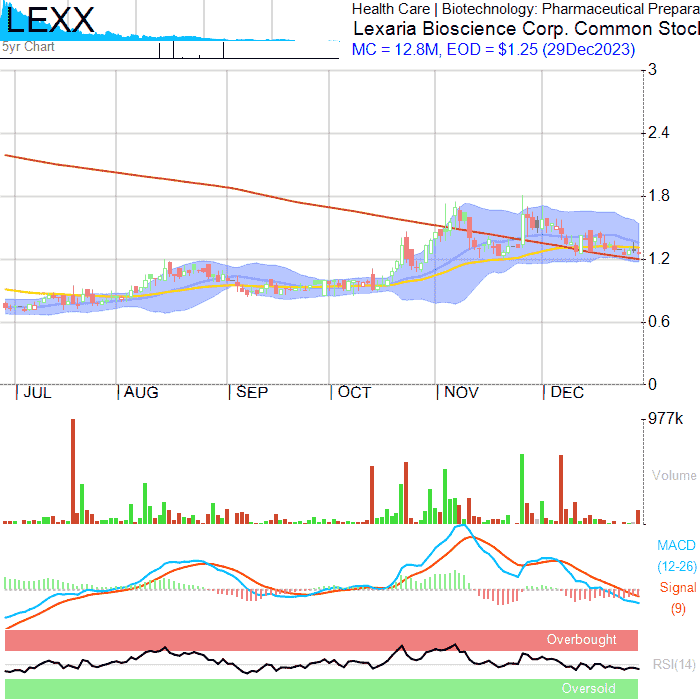 LEXX
5yr Chart
Health Care | Biotechnology: Pharmaceutical Prepara
Lexaria Bioscience Corp. Common Stocl
MC = 12.8M, EOD = $1.25 (29Dec2023)
3
2.4
1.8
1.2
0.6
0
JUL AUG SEP OCT NOV DEC
977k
Volume
MACD
(12-26)
Signal
(9)
Overbought
RSI(14)
Oversold